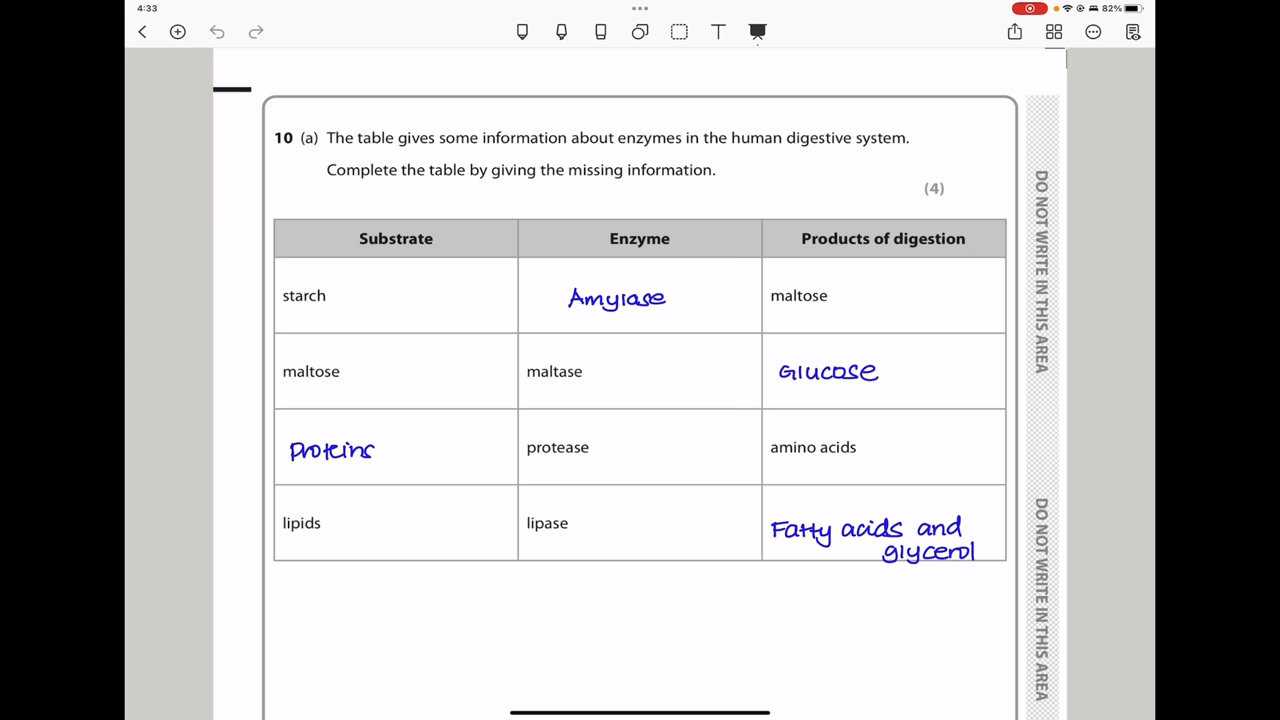 4:33
82%
10 (a) The table gives some information about enzymes in the human digestive system.
Complete the table by giving the missing information.
(4)
Substrate Enzyme Products of digestion
starch Amylase maltose
maltose maltase Glucose
Proteins protease amino acids
lipids lipase Fatty acids and
glycerol
DO NOT WRITE IN THIS AREA
DO NOT WRITE IN THIS AREA